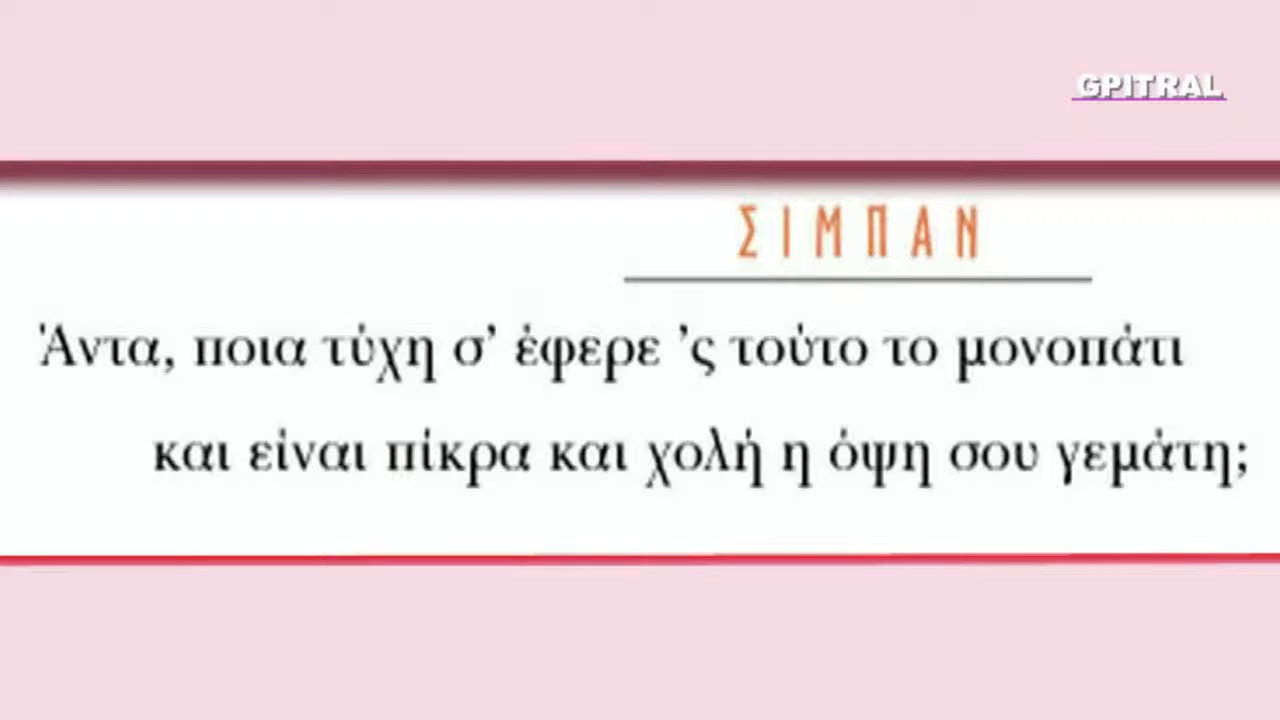 GPITRAL
ΣΙΜΠΑΝ
Άντα, ποια τύχη σ’ έφερε ’ς τούτο το μονοπάτι
και είναι πίκρα και χολή η όψη σου γεμάτη;